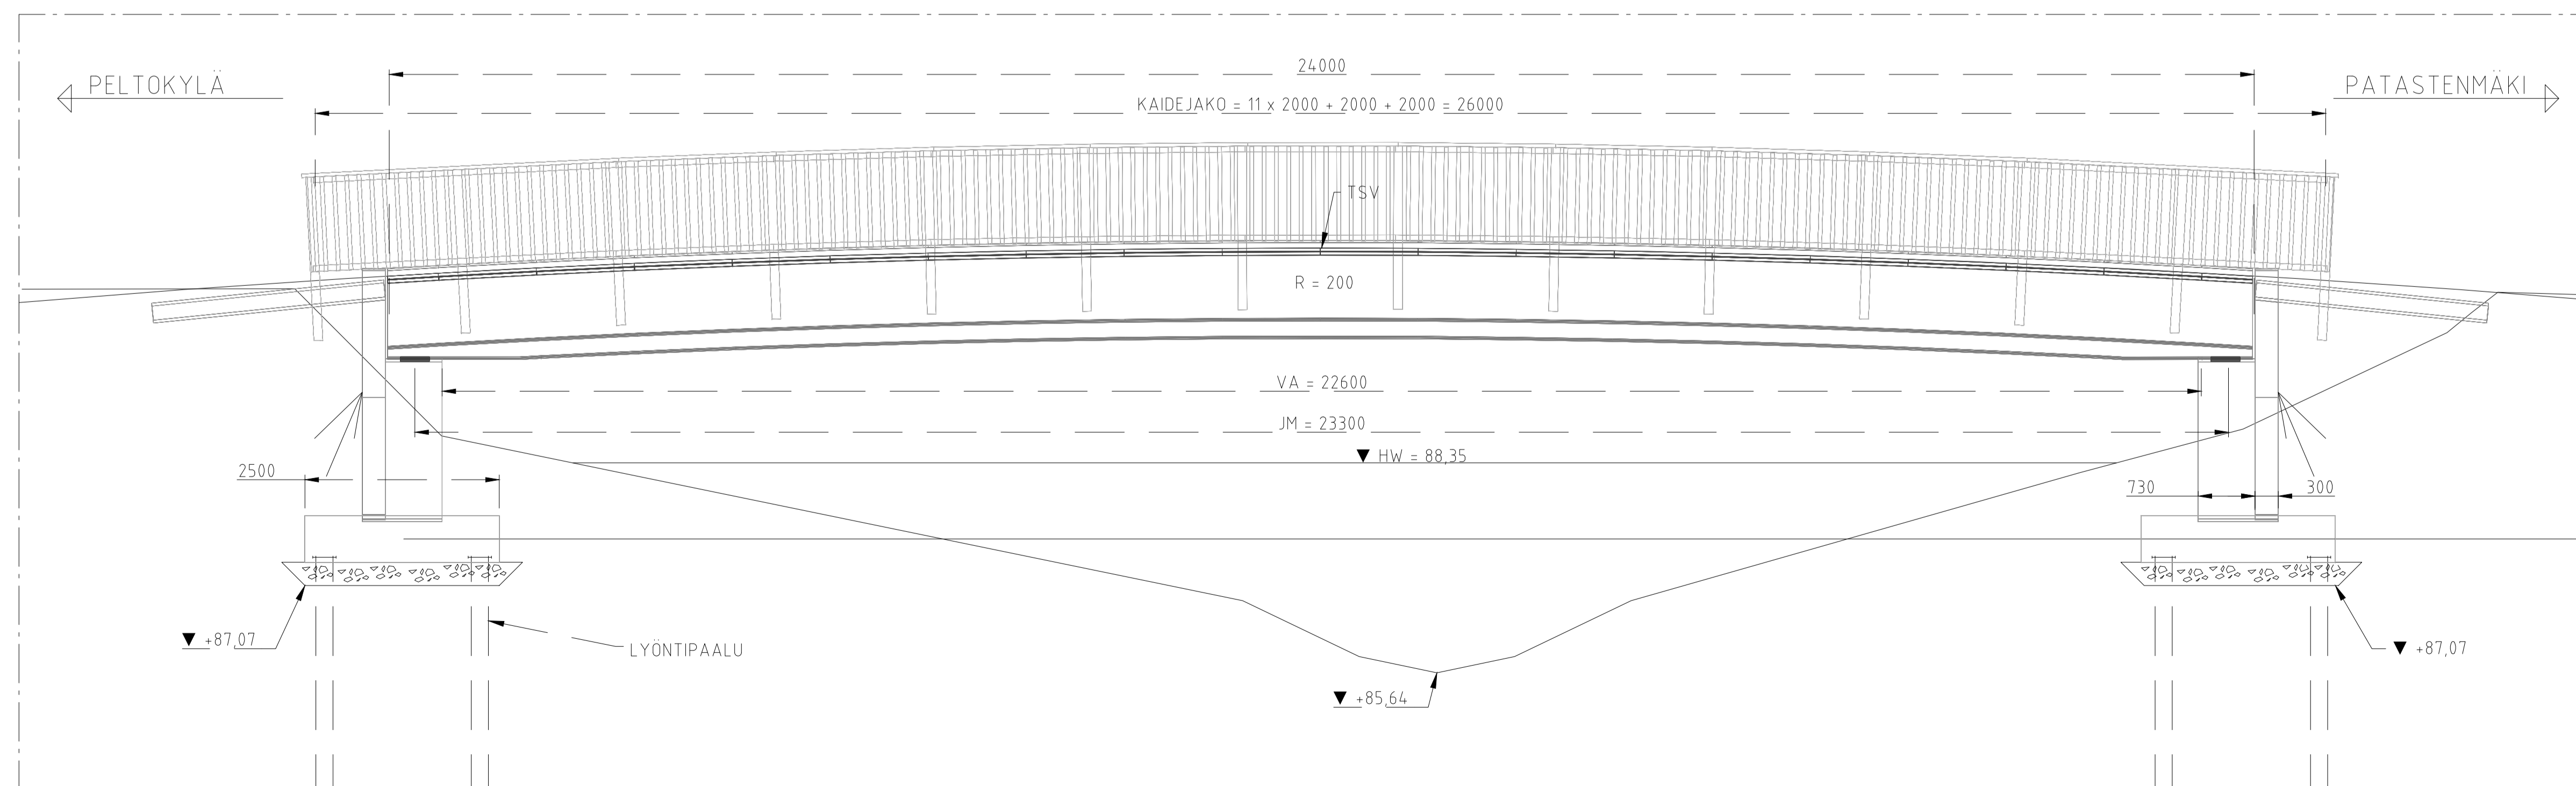 24000
PELTOKYLÄ
PATASTENMÄKI
KAIDEJAKO = 11 x 2000 + 2000 + 2000 = 26000
TSV
R = 200
VA = 22600
JM = 23300
HW = 88,35
2500
730
300
+87,07
LYÖNTIPAALU
+87,07
+85,64